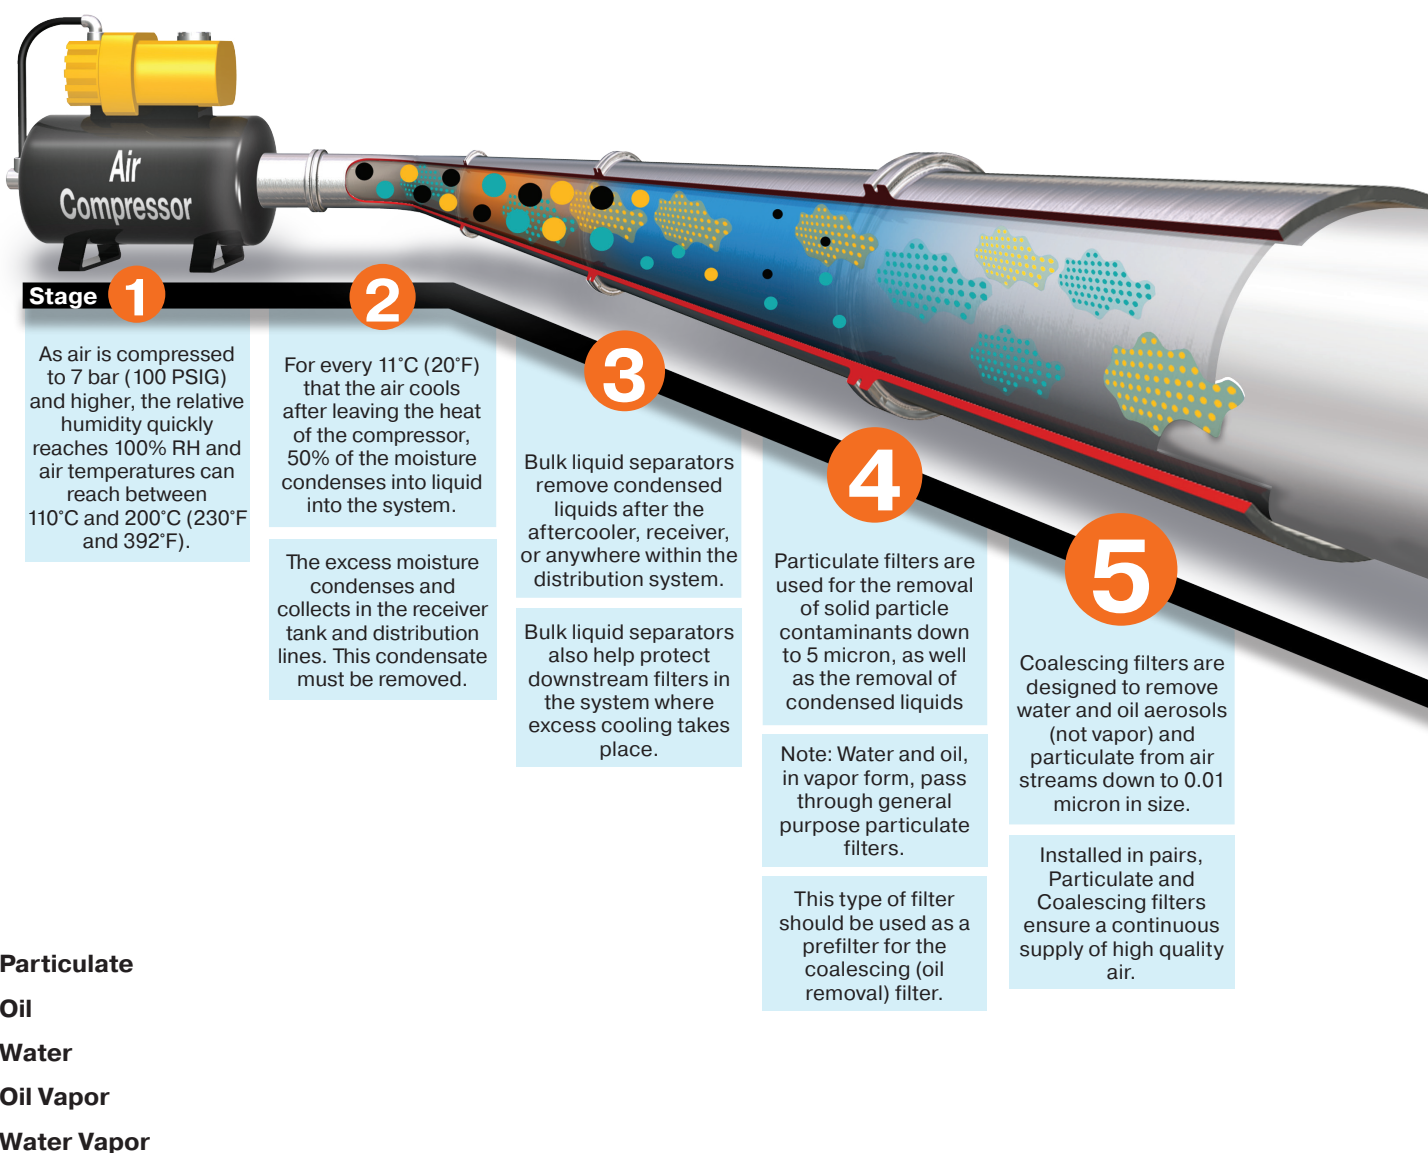 Air
Compressor
Stage 1
2
3
4
5
As air is compressed
to 7 bar (100 PSIG)
and higher, the relative
humidity quickly
reaches 100% RH and
air temperatures can
reach between
110°C and 200°C (230°F
and 392°F).
For every 11°C (20°F)
that the air cools
after leaving the heat
of the compressor,
50% of the moisture
condenses into liquid
into the system.
The excess moisture
condenses and
collects in the receiver
tank and distribution
lines. This condensate
must be removed.
Bulk liquid separators
remove condensed
liquids after the
aftercooler, receiver,
or anywhere within the
distribution system.
Bulk liquid separators
also help protect
downstream filters in
the system where
excess cooling takes
place.
Particulate filters are
used for the removal
of solid particle
contaminants down
to 5 micron, as well
as the removal of
condensed liquids
Note: Water and oil,
in vapor form, pass
through general
purpose particulate
filters.
This type of filter
should be used as a
prefilter for the
coalescing (oil
removal) filter.
Coalescing filters are
designed to remove
water and oil aerosols
(not vapor) and
particulate from air
streams down to 0.01
micron in size.
Installed in pairs,
Particulate and
Coalescing filters
ensure a continuous
supply of high quality
air.
Particulate
Oil
Water
Oil Vapor
Water Vapor